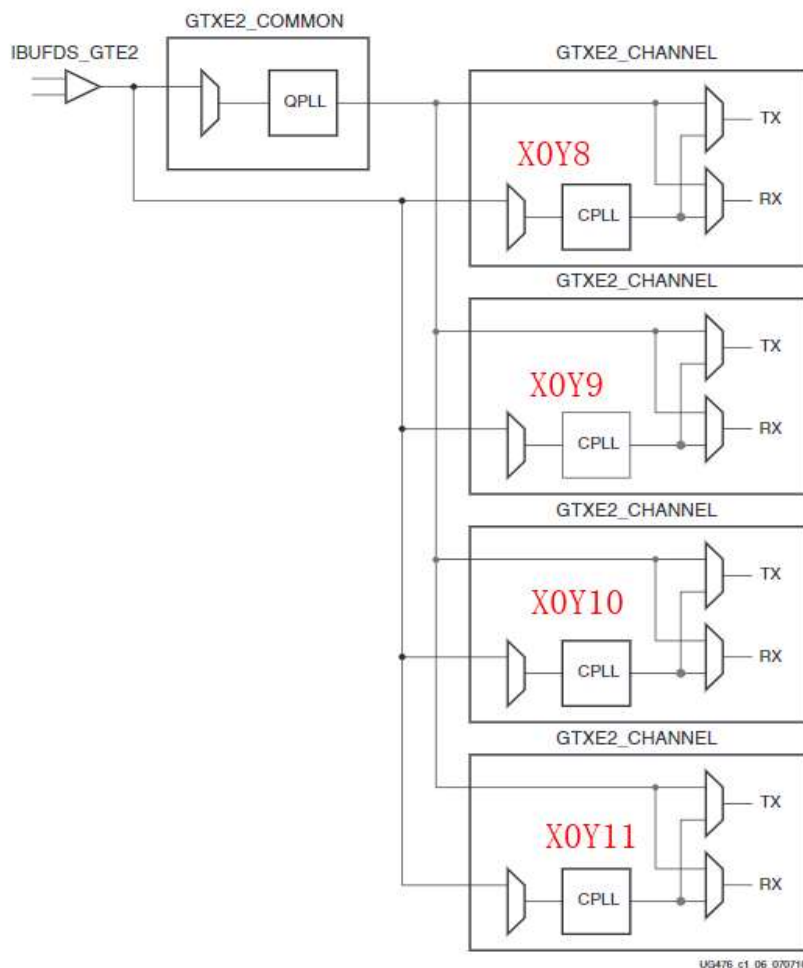 GTXE2_COMMON
IBUFDS_GTE2
QPLL
GTXE2_CHANNEL
TX
X0Y8
CPLL
RX
GTXE2_CHANNEL
TX
X0Y9
CPLL
RX
GTXE2_CHANNEL
TX
X0Y10
CPLL
RX
GTXE2_CHANNEL
TX
X0Y11
CPLL
RX